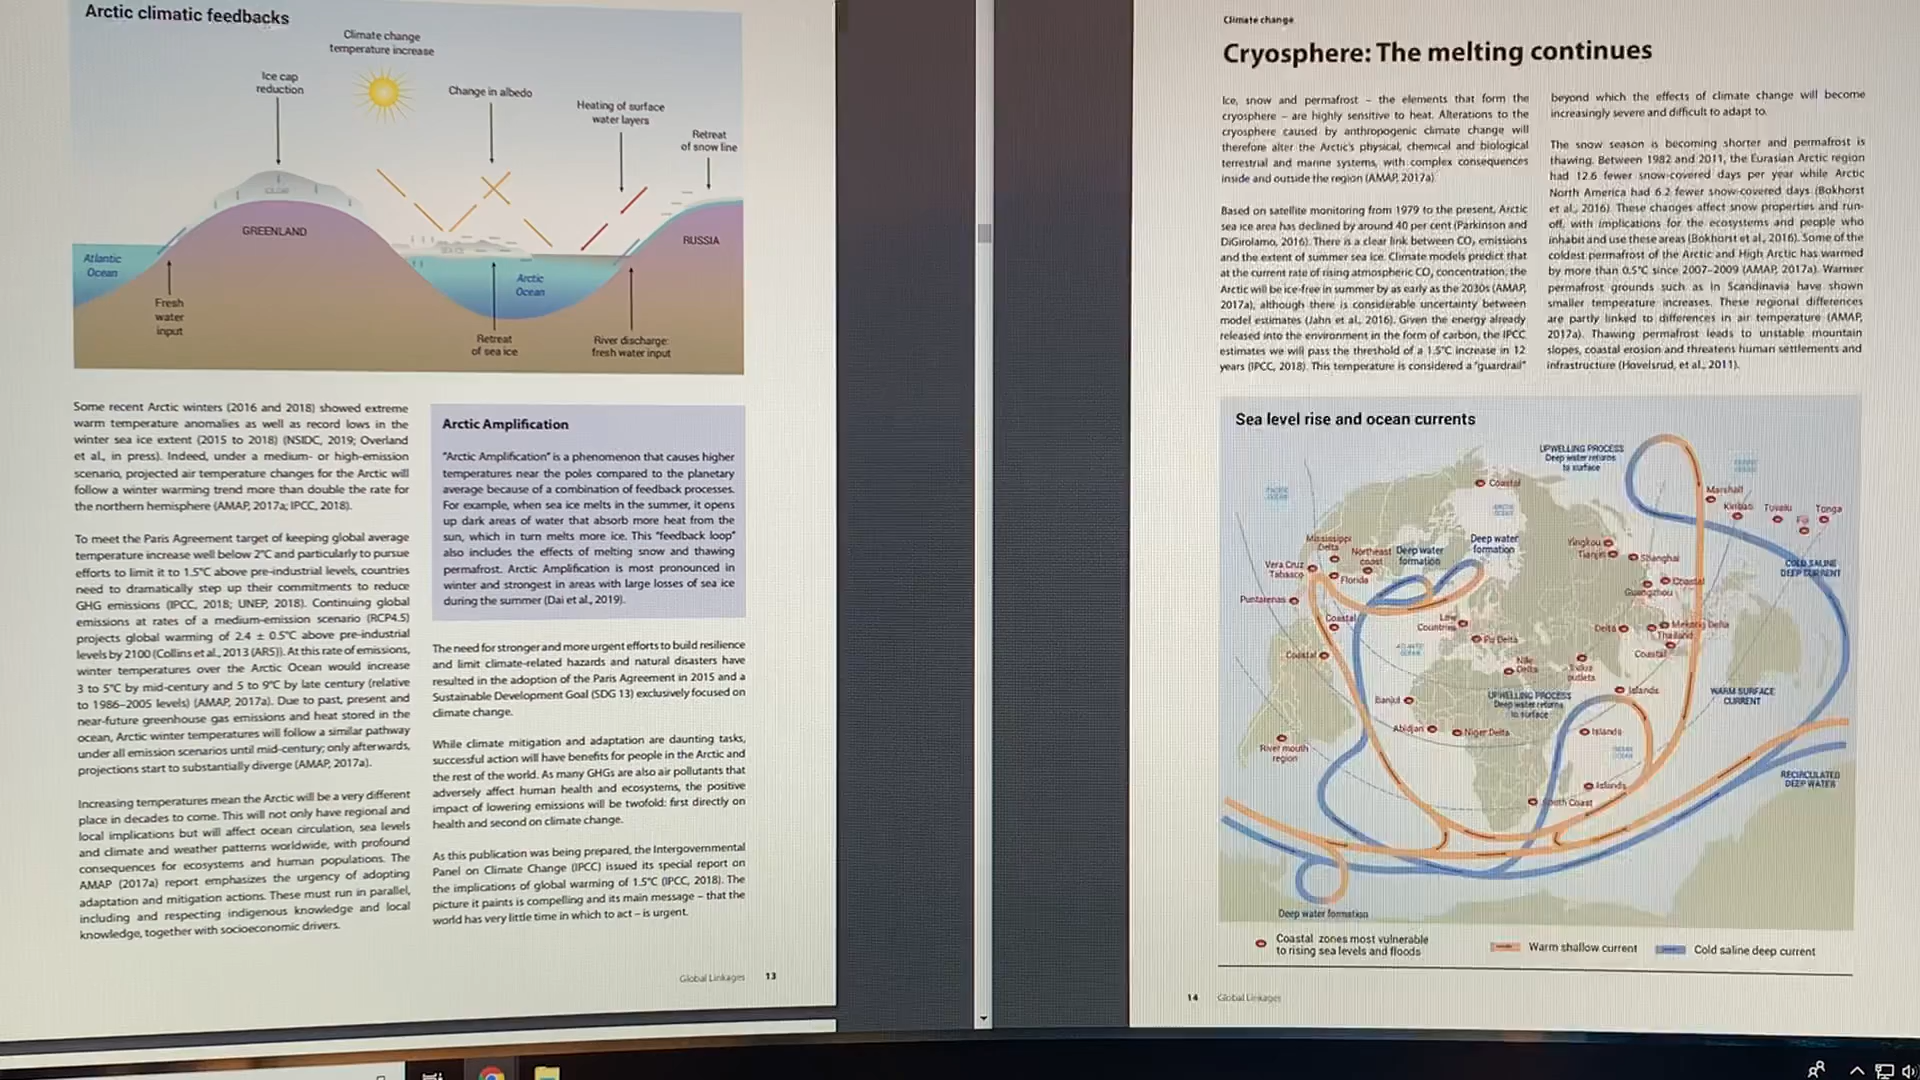 Arctic climatic feedbacks
Climate change
temperature increase
Ice cap
reduction
Change in albedo
Heating of surface
water layers
Retreat
of snow line
GREENLAND
RUSSIA
Atlantic
Ocean
SEA ICE
Arctic
Ocean
Fresh
water
input
Retreat
of sea ice
River discharge:
fresh water input
Some recent Arctic winters (2016 and 2018) showed extreme
warm temperature anomalies as well as record lows in the
winter sea ice extent (2015 to 2018) (NSIDC, 2019; Overland
et al., in press). Indeed, under a medium- or high-emission
scenario, projected air temperature changes for the Arctic will
follow a winter warming trend more than double the rate for
the northern hemisphere (AMAP, 2017a; IPCC, 2018).
To meet the Paris Agreement target of keeping global average
temperature increase well below 2°C and particularly to pursue
efforts to limit it to 1.5°C above pre-industrial levels, countries
need to dramatically step up their commitments to reduce
GHG emissions (IPCC, 2018; UNEP, 2018). Continuing global
emissions at rates of a medium-emission scenario (RCP4.5)
projects global warming of 2.4 ± 0.5°C above pre-industrial
levels by 2100 (Collins et al., 2013 (AR5)). At this rate of emissions,
winter temperatures over the Arctic Ocean would increase
3 to 5°C by mid-century and 5 to 9°C by late century (relative
to 1986–2005 levels) (AMAP, 2017a). Due to past, present and
near-future greenhouse gas emissions and heat stored in the
ocean, Arctic winter temperatures will follow a similar pathway
under all emission scenarios until mid-century; only afterwards,
projections start to substantially diverge (AMAP, 2017a).
Increasing temperatures mean the Arctic will be a very different
place in decades to come. This will not only have regional and
local implications but will affect ocean circulation, sea levels
and climate and weather patterns worldwide, with profound
consequences for ecosystems and human populations. The
AMAP (2017a) report emphasizes the urgency of adopting
adaptation and mitigation actions. These must run in parallel,
including and respecting indigenous knowledge and local
knowledge, together with socioeconomic drivers.
Arctic Amplification
"Arctic Amplification" is a phenomenon that causes higher
temperatures near the poles compared to the planetary
average because of a combination of feedback processes.
For example, when sea ice melts in the summer, it opens
up dark areas of water that absorb more heat from the
sun, which in turn melts more ice. This "feedback loop"
also includes the effects of melting snow and thawing
permafrost. Arctic Amplification is most pronounced in
winter and strongest in areas with large losses of sea ice
during the summer (Dai et al., 2019).
The need for stronger and more urgent efforts to build resilience
and limit climate-related hazards and natural disasters have
resulted in the adoption of the Paris Agreement in 2015 and a
Sustainable Development Goal (SDG 13) exclusively focused on
climate change.
While climate mitigation and adaptation are daunting tasks,
successful action will have benefits for people in the Arctic and
the rest of the world. As many GHGs are also air pollutants that
adversely affect human health and ecosystems, the positive
impact of lowering emissions will be twofold: first directly on
health and second on climate change.
As this publication was being prepared, the Intergovernmental
Panel on Climate Change (IPCC) issued its special report on
the implications of global warming of 1.5°C (IPCC, 2018). The
picture it paints is compelling and its main message – that the
world has very little time in which to act – is urgent.
Global Linkages 13
Climate change
Cryosphere: The melting continues
Ice, snow and permafrost – the elements that form the
cryosphere – are highly sensitive to heat. Alterations to the
cryosphere caused by anthropogenic climate change will
therefore alter the Arctic's physical, chemical and biological
terrestrial and marine systems, with complex consequences
inside and outside the region (AMAP, 2017a).
Based on satellite monitoring from 1979 to the present, Arctic
sea ice area has declined by around 40 per cent (Parkinson and
DiGirolamo, 2016). There is a clear link between CO₂ emissions
and the extent of summer sea ice. Climate models predict that
at the current rate of rising atmospheric CO₂ concentration, the
Arctic will be ice-free in summer by as early as the 2030s (AMAP,
2017a), although there is considerable uncertainty between
model estimates (Jahn et al., 2016). Given the energy already
released into the environment in the form of carbon, the IPCC
estimates we will pass the threshold of a 1.5°C increase in 12
years (IPCC, 2018). This temperature is considered a "guardrail"
beyond which the effects of climate change will become
increasingly severe and difficult to adapt to.
The snow season is becoming shorter and permafrost is
thawing. Between 1982 and 2011, the Eurasian Arctic region
had 12.6 fewer snow-covered days per year while Arctic
North America had 6.2 fewer snow-covered days (Bokhorst
et al., 2016). These changes affect snow properties and run-
off, with implications for the ecosystems and people who
inhabit and use these areas (Bokhorst et al., 2016). Some of the
coldest permafrost of the Arctic and High Arctic has warmed
by more than 0.5°C since 2007–2009 (AMAP, 2017a). Warmer
permafrost grounds such as in Scandinavia have shown
smaller temperature increases. These regional differences
are partly linked to differences in air temperature (AMAP,
2017a). Thawing permafrost leads to unstable mountain
slopes, coastal erosion and threatens human settlements and
infrastructure (Hovelsrud, et al., 2011).
Sea level rise and ocean currents
UPWELLING PROCESS
Deep water returns
to surface
PACIFIC
OCEAN
Coastal
ARCTIC
OCEAN
Marshall
Kiribati
Tuvalu
Fiji
Tonga
Mississippi
Delta
Northeast
coast
Deep water
formation
Deep water
formation
Yingkou
Tianjin
Shanghai
Vera Cruz
Tabasco
Florida
COLD SALINE
DEEP CURRENT
Coastal
Guangzhou
Puntarenas
Coastal
Low
Countries
Delta
Mekong Delta
Thailand
Po Delta
ATLANTIC
OCEAN
Coastal
Coastal
Nile
Delta
Indus
outlets
Islands
Banjul
UPWELLING PROCESS
Deep water returns
to surface
WARM SURFACE
CURRENT
Abidjan
Niger Delta
Islands
River mouth
region
RECIRCULATED
DEEP WATER
Islands
South Coast
Deep water formation
Coastal zones most vulnerable
to rising sea levels and floods
Warm shallow current
Cold saline deep current
14 Global Linkages